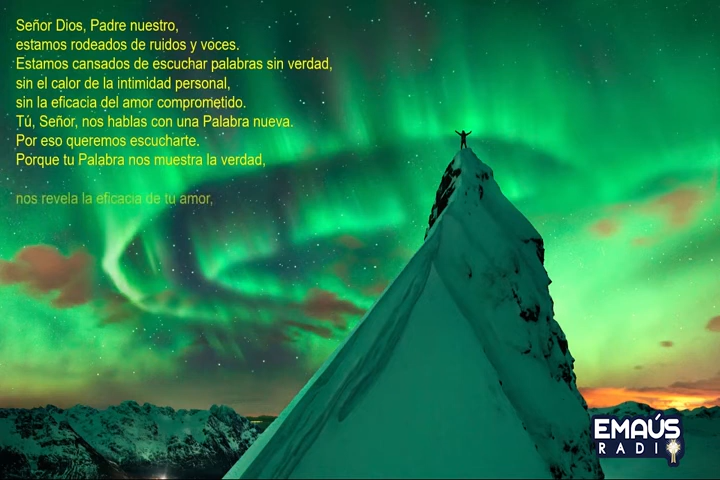 Señor Dios, Padre nuestro,
estamos rodeados de ruidos y voces.
Estamos cansados de escuchar palabras sin verdad,
sin el calor de la intimidad personal,
sin la eficacia del amor comprometido.
Tú, Señor, nos hablas con una Palabra nueva.
Por eso queremos escucharte.
Porque tu Palabra nos muestra la verdad,
nos revela la eficacia de tu amor,
EMAÚS
RADI